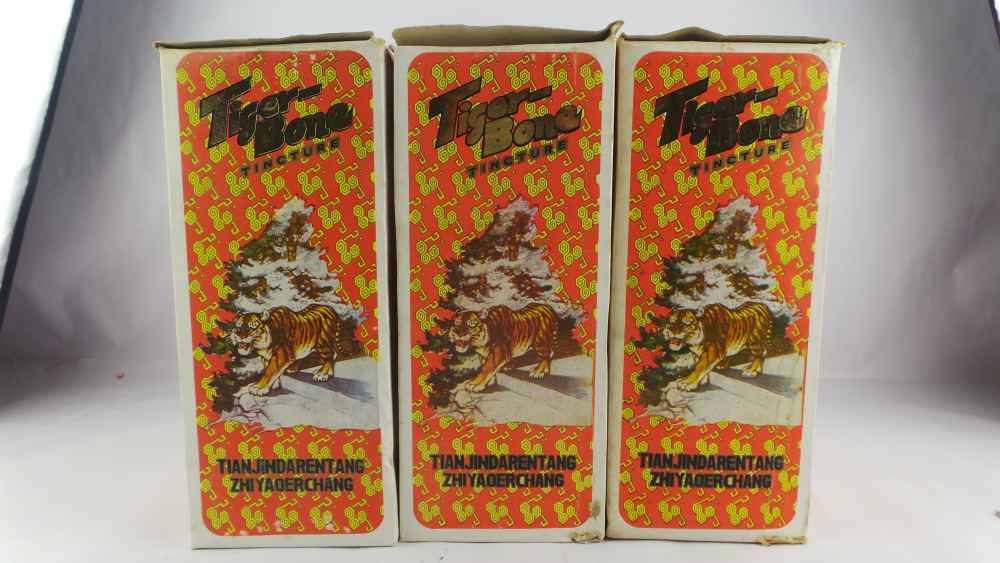 Tiger-
Bone
TINCTURE
TIANJINDARENTANG
ZHIYAOERCHANG
Tiger-
Bone
TINCTURE
TIANJINDARENTANG
ZHIYAOERCHANG
Tiger-
Bone
TINCTURE
TIANJINDARENTANG
ZHIYAOERCHANG